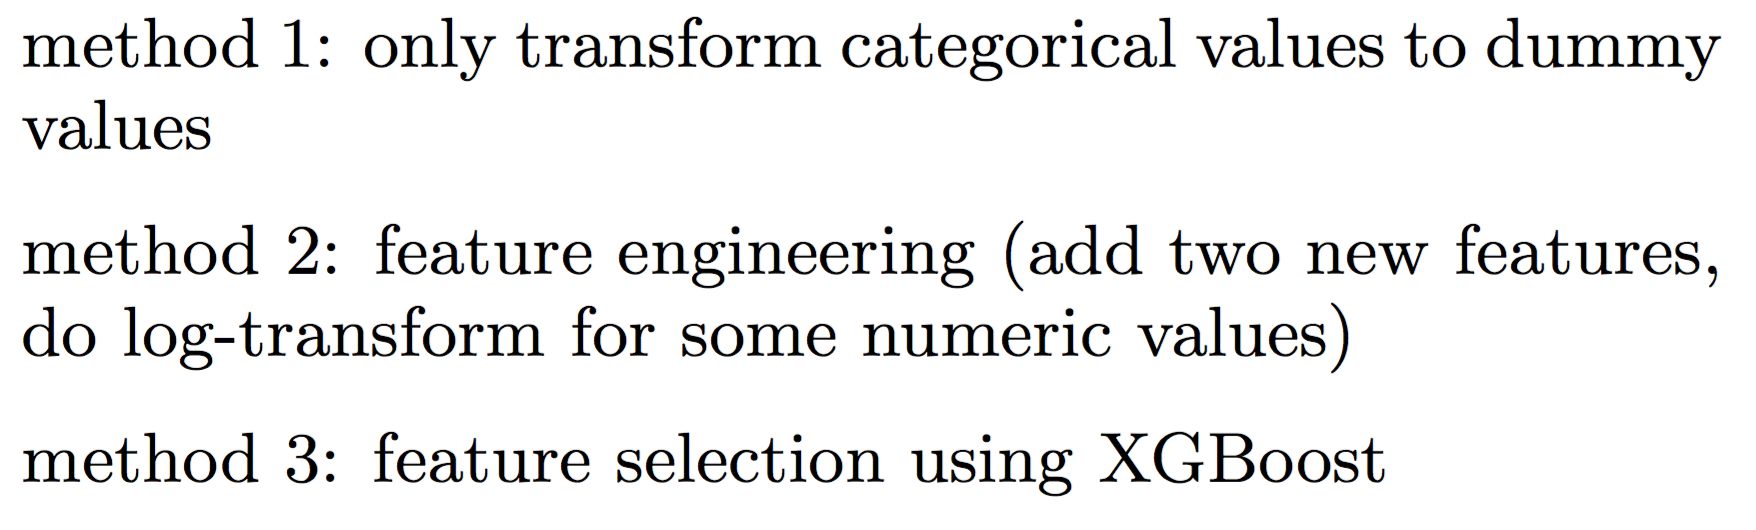 method 1: only transform categorical values to dummy
values
method 2: feature engineering (add two new features,
do log-transform for some numeric values)
method 3: feature selection using XGBoost